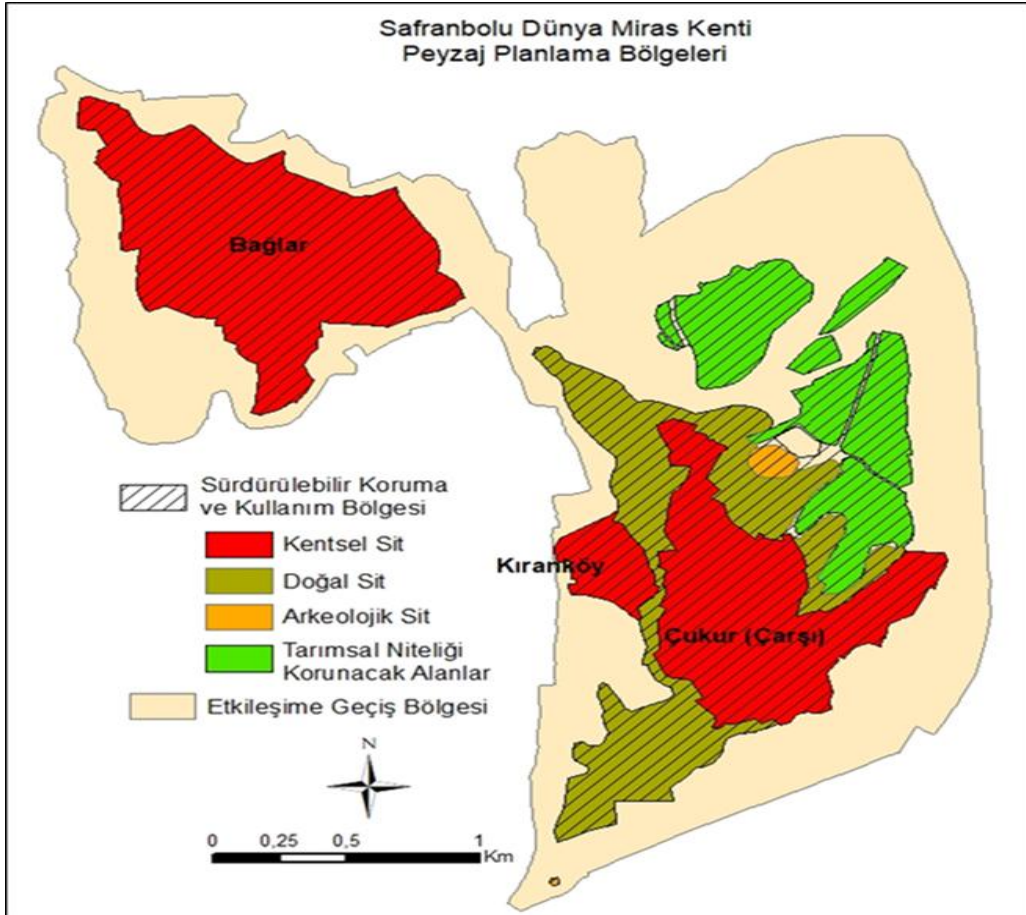 Safranbolu Dünya Miras Kenti
Peyzaj Planlama Bölgeleri
Bağlar
Kıranköy
Çukur (Çarşı)
Sürdürülebilir Koruma
ve Kullanım Bölgesi
Kentsel Sit
Doğal Sit
Arkeolojik Sit
Tarımsal Niteliği
Korunacak Alanlar
Etkileşime Geçiş Bölgesi
N
0 0,25 0,5 1
Km